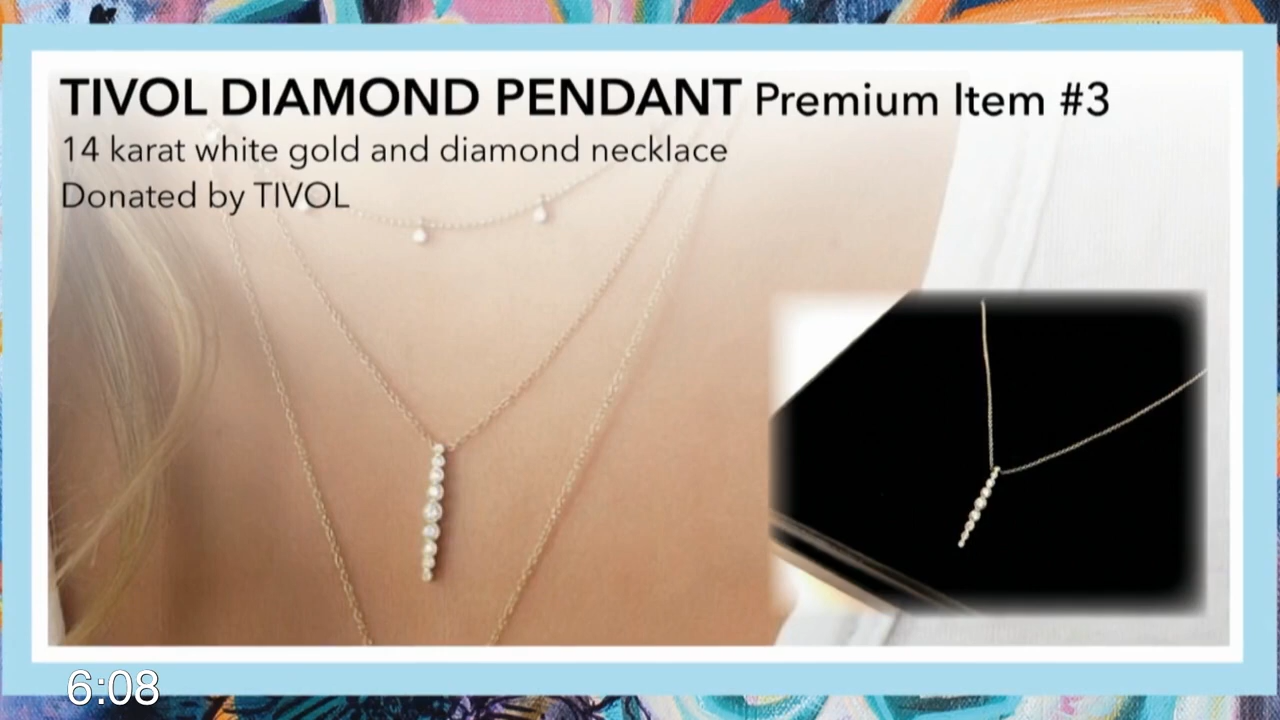 TIVOL DIAMOND PENDANT Premium Item #3
14 karat white gold and diamond necklace
Donated by TIVOL
6:08